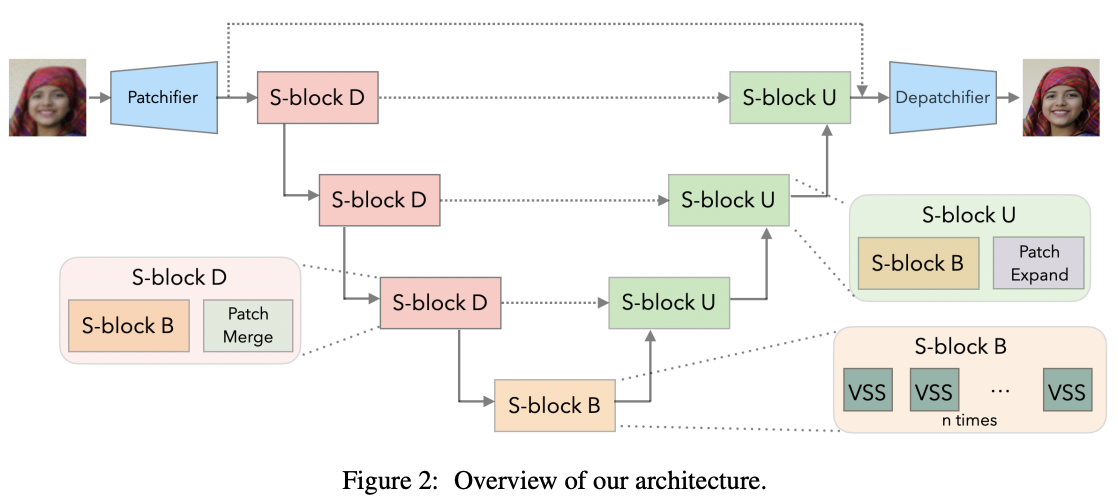 Patchifier
S-block D
S-block U
Depatchifier
S-block D
S-block U
S-block U
S-block B
Patch
Expand
S-block D
S-block B
Patch
Merge
S-block D
S-block U
S-block B
VSS
VSS
...
VSS
n times
S-block B
Figure 2: Overview of our architecture.